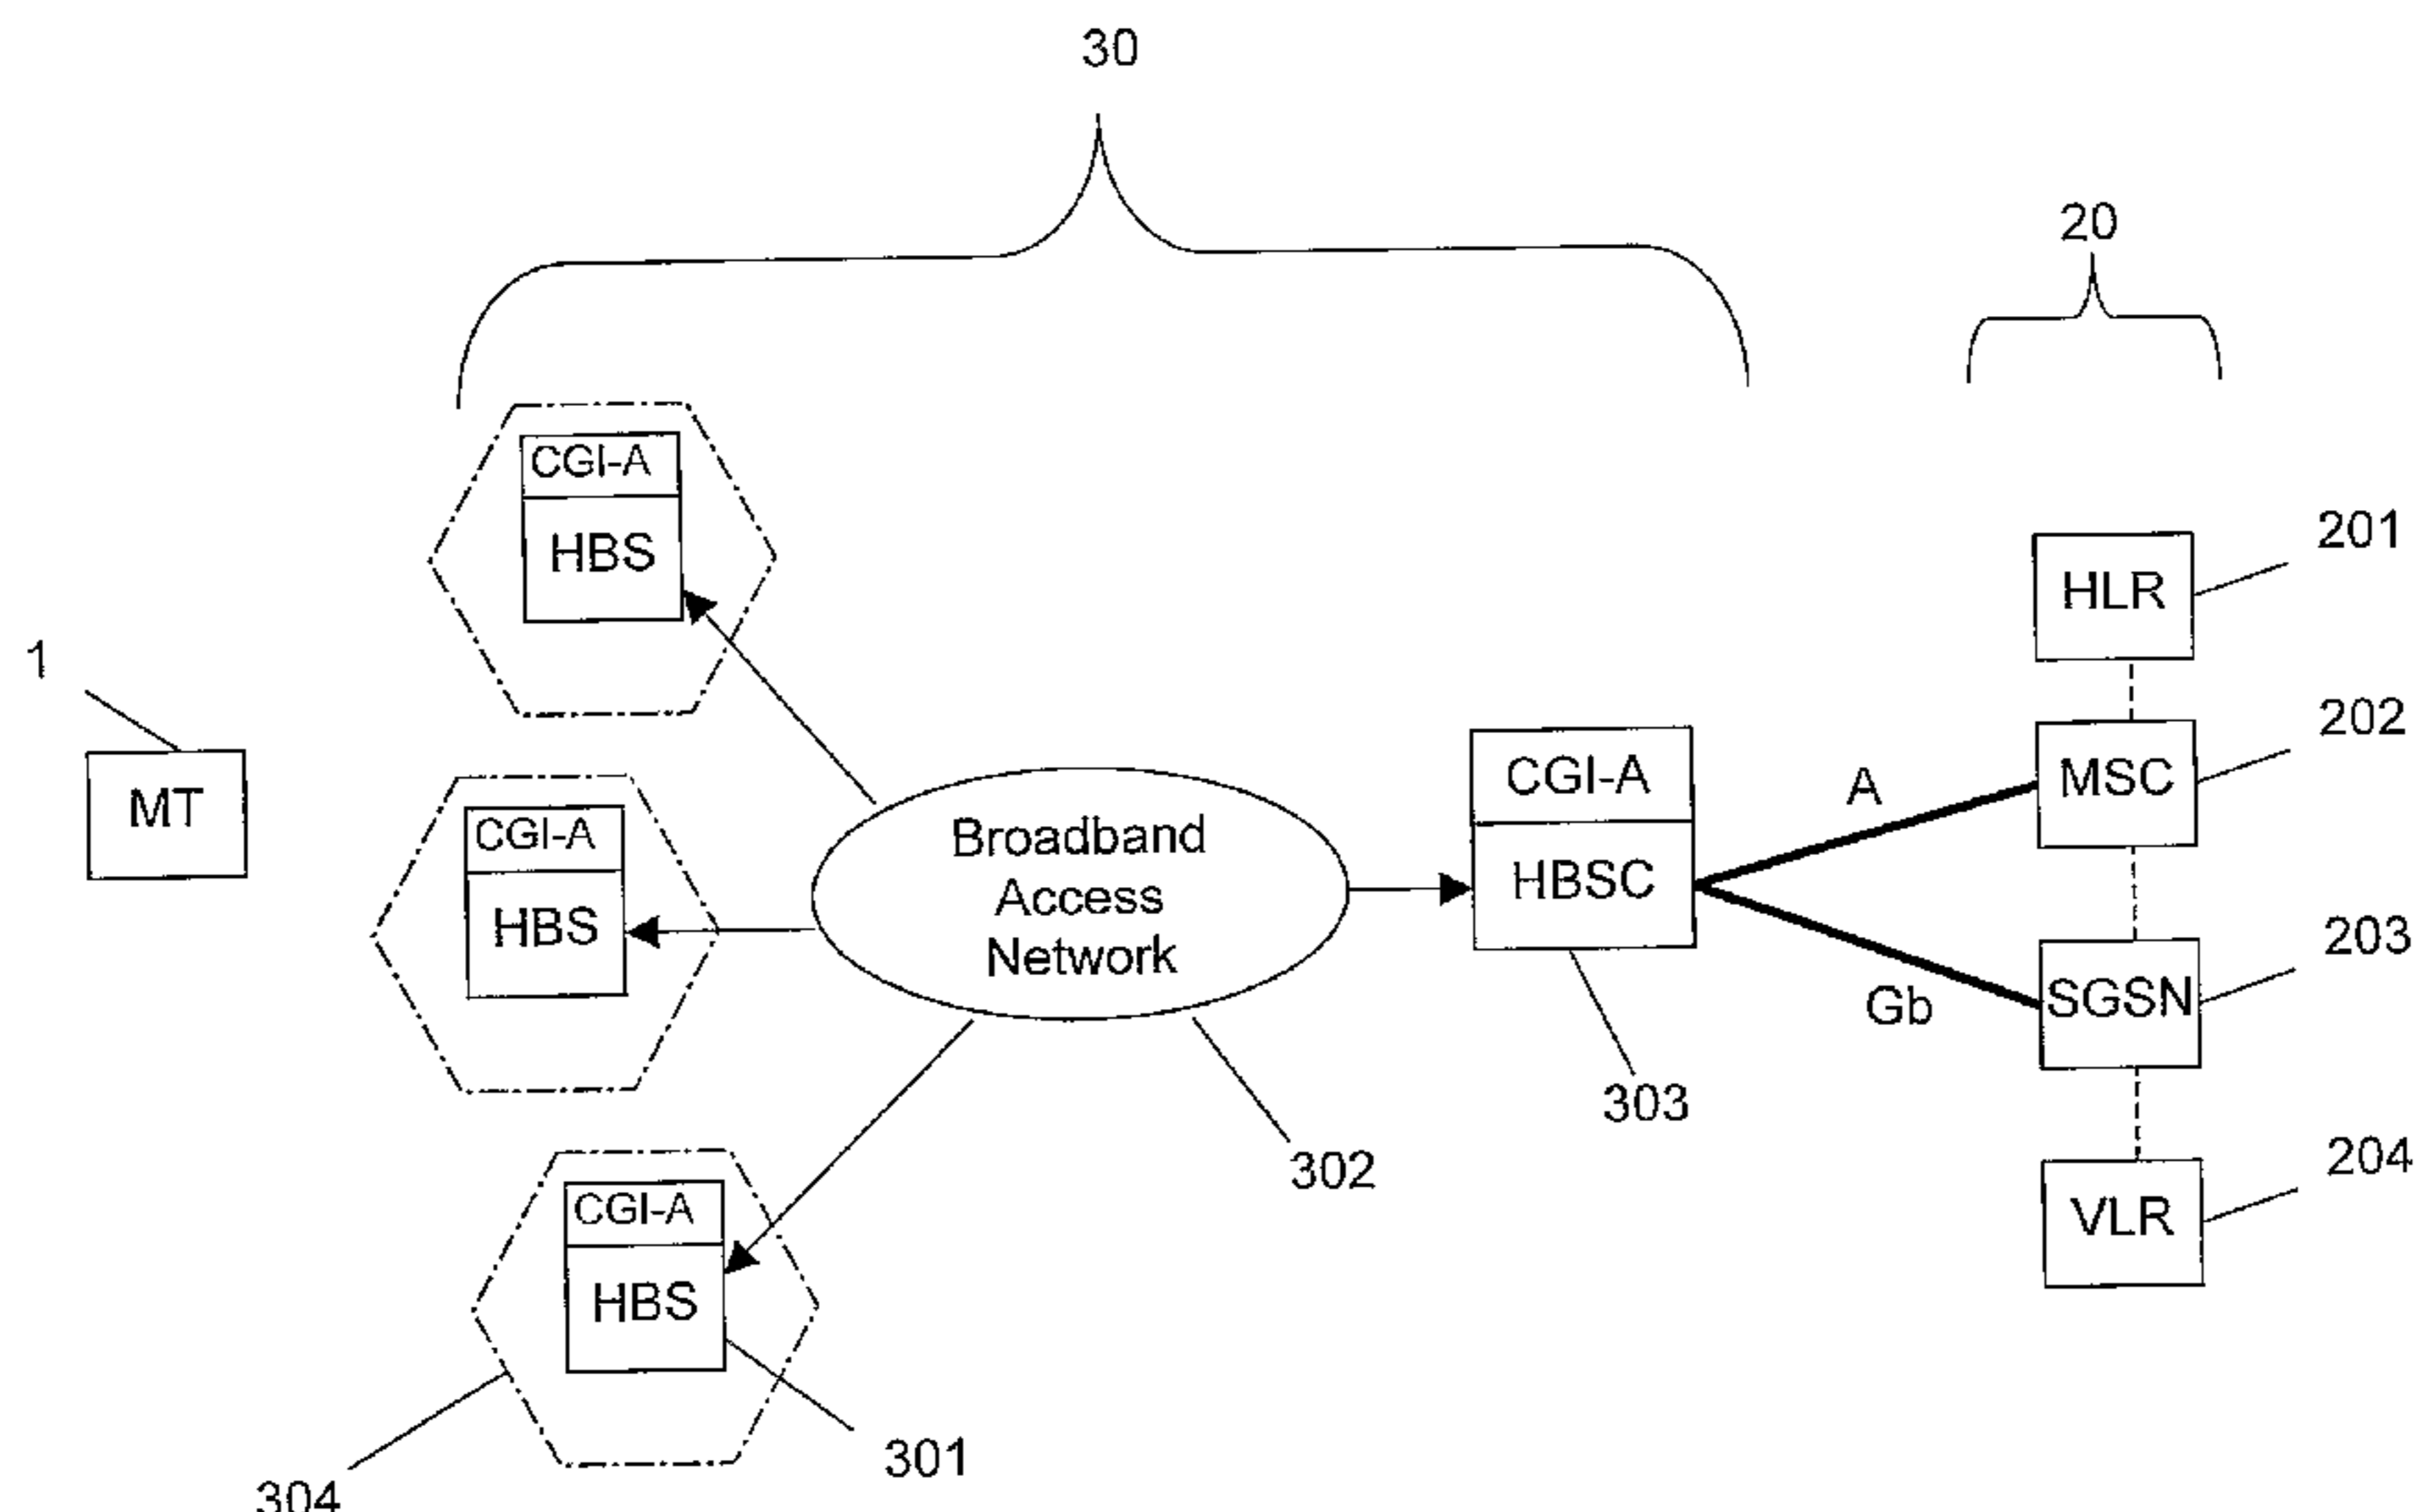 30
20
CGI-A
HBS
201
HLR
1
202
MT
CGI-A
HBS
Broadband
Access
Network
CGI-A
HBSC
A
MSC
Gb
203
SGSN
303
302
204
VLR
CGI-A
HBS
301
304